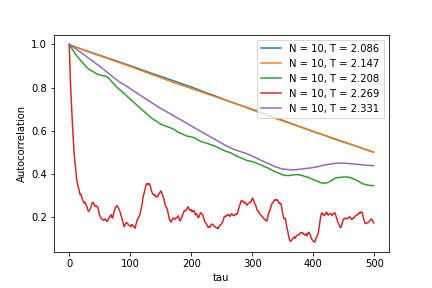 1.0
0.8
0.6
0.4
0.2
Autocorrelation
0
100
200
300
400
500
tau
N = 10, T = 2.086
N = 10, T = 2.147
N = 10, T = 2.208
N = 10, T = 2.269
N = 10, T = 2.331